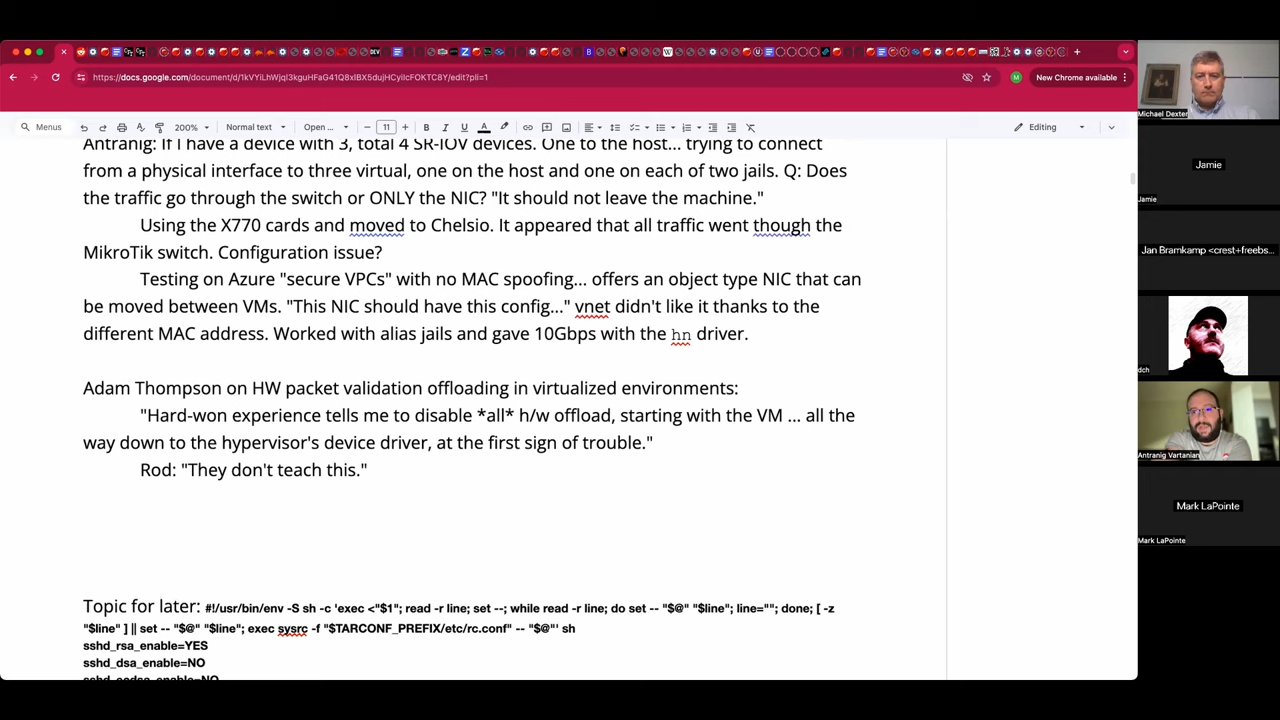 https://docs.google.com/document/d/1kVYiLhWjqI3kguHFaG41Q8xIBX5dujHCyiIcFOKTC8Y/edit?pli=1
New Chrome available
Menus
200%
Normal text
Open ...
11
Editing
Antranig: If I have a device with 3, total 4 SR-IOV devices. One to the host... trying to connect
from a physical interface to three virtual, one on the host and one on each of two jails. Q: Does
the traffic go through the switch or ONLY the NIC? "It should not leave the machine."
Using the X770 cards and moved to Chelsio. It appeared that all traffic went though the
MikroTik switch. Configuration issue?
Testing on Azure "secure VPCs" with no MAC spoofing... offers an object type NIC that can
be moved between VMs. "This NIC should have this config..." vnet didn't like it thanks to the
different MAC address. Worked with alias jails and gave 10Gbps with the hn driver.
Adam Thompson on HW packet validation offloading in virtualized environments:
"Hard-won experience tells me to disable *all* h/w offload, starting with the VM ... all the
way down to the hypervisor's device driver, at the first sign of trouble."
Rod: "They don't teach this."
Topic for later: #!/usr/bin/env -S sh -c 'exec <"$1"; read -r line; set --; while read -r line; do set -- "$@" "$line"; line=""; done; [ -z
"$line" ] || set -- "$@" "$line"; exec sysrc -f "$TARCONF_PREFIX/etc/rc.conf" -- "$@"' sh
sshd_rsa_enable=YES
sshd_dsa_enable=NO
sshd_ecdsa_enable=NO
Michael Dexter
Jamie
Jamie
Jan Bramkamp <crest+freebs...
dch
Antranig Vartanian
Mark LaPointe
Mark LaPointe